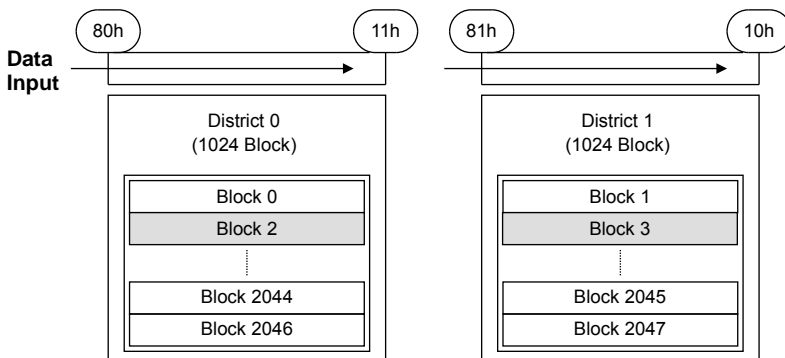 80h 11h 81h 10h
Data
Input
District 0 District 1
(1024 Block) (1024 Block)
Block 0 Block 1
Block 2 Block 3
Block 2044 Block 2045
Block 2046 Block 2047